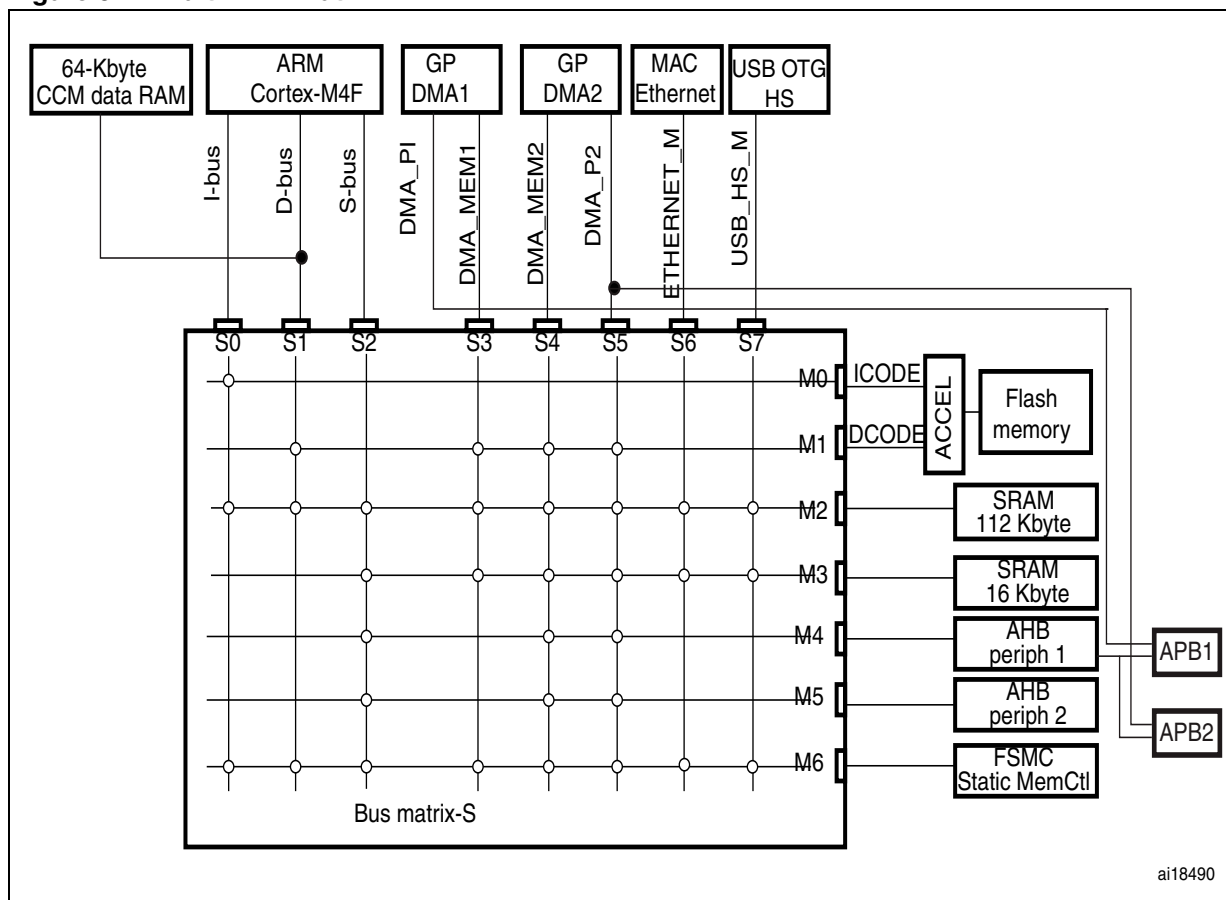 64-Kbyte
CCM data RAM
ARM
Cortex-M4F
GP
DMA1
GP
DMA2
MAC
Ethernet
USB OTG
HS
I-bus
D-bus
S-bus
DMA_PI
DMA_MEM1
DMA_MEM2
DMA_P2
ETHERNET_M
USB_HS_M
S0
S1
S2
S3
S4
S5
S6
S7
M0
ICODE
M1
DCODE
ACCEL
Flash
memory
M2
SRAM
112 Kbyte
M3
SRAM
16 Kbyte
M4
AHB
periph 1
APB1
M5
AHB
periph 2
APB2
M6
FSMC
Static MemCtl
Bus matrix-S
ai18490